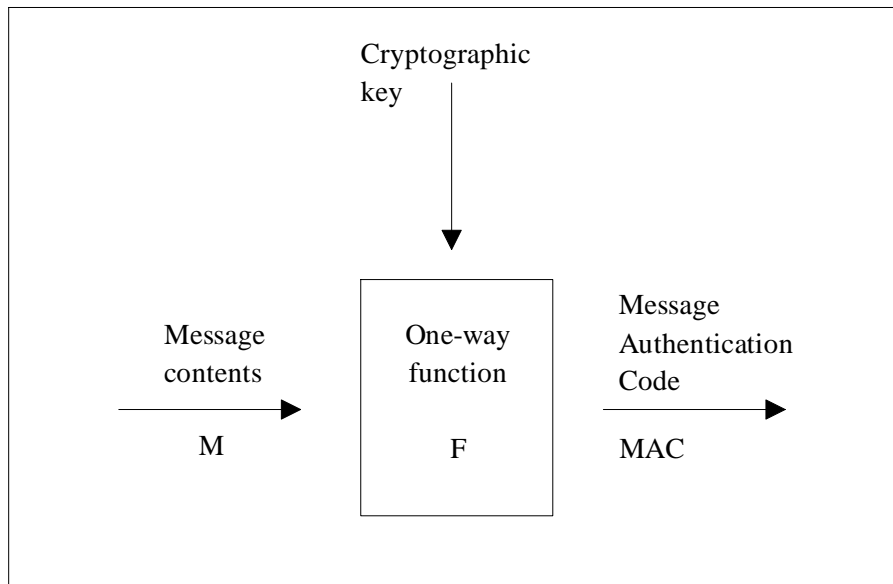 Cryptographic
key
Message
contents
M
One-way
function
F
Message
Authentication
Code
MAC